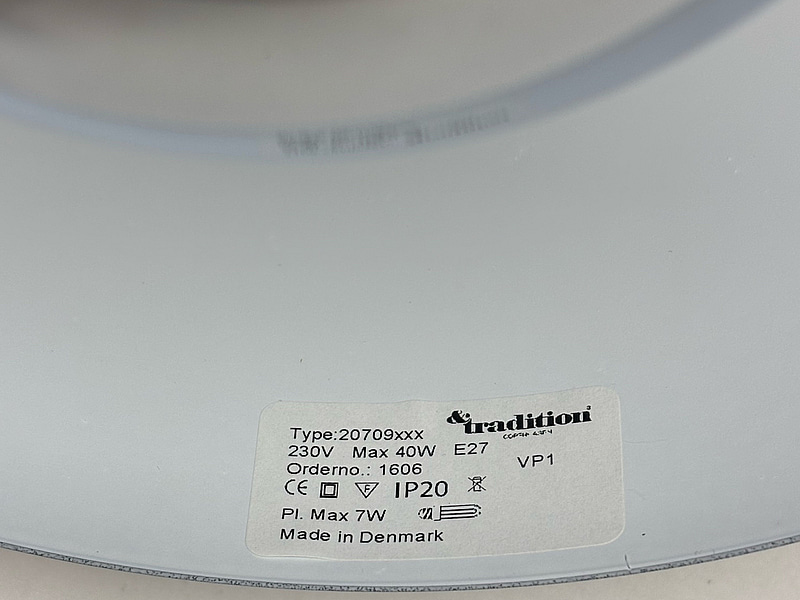 &tradition®
Type:20709xxx
230V Max 40W E27
Orderno.: 1606
VP1
CE F IP20
Pl. Max 7W
Made in Denmark